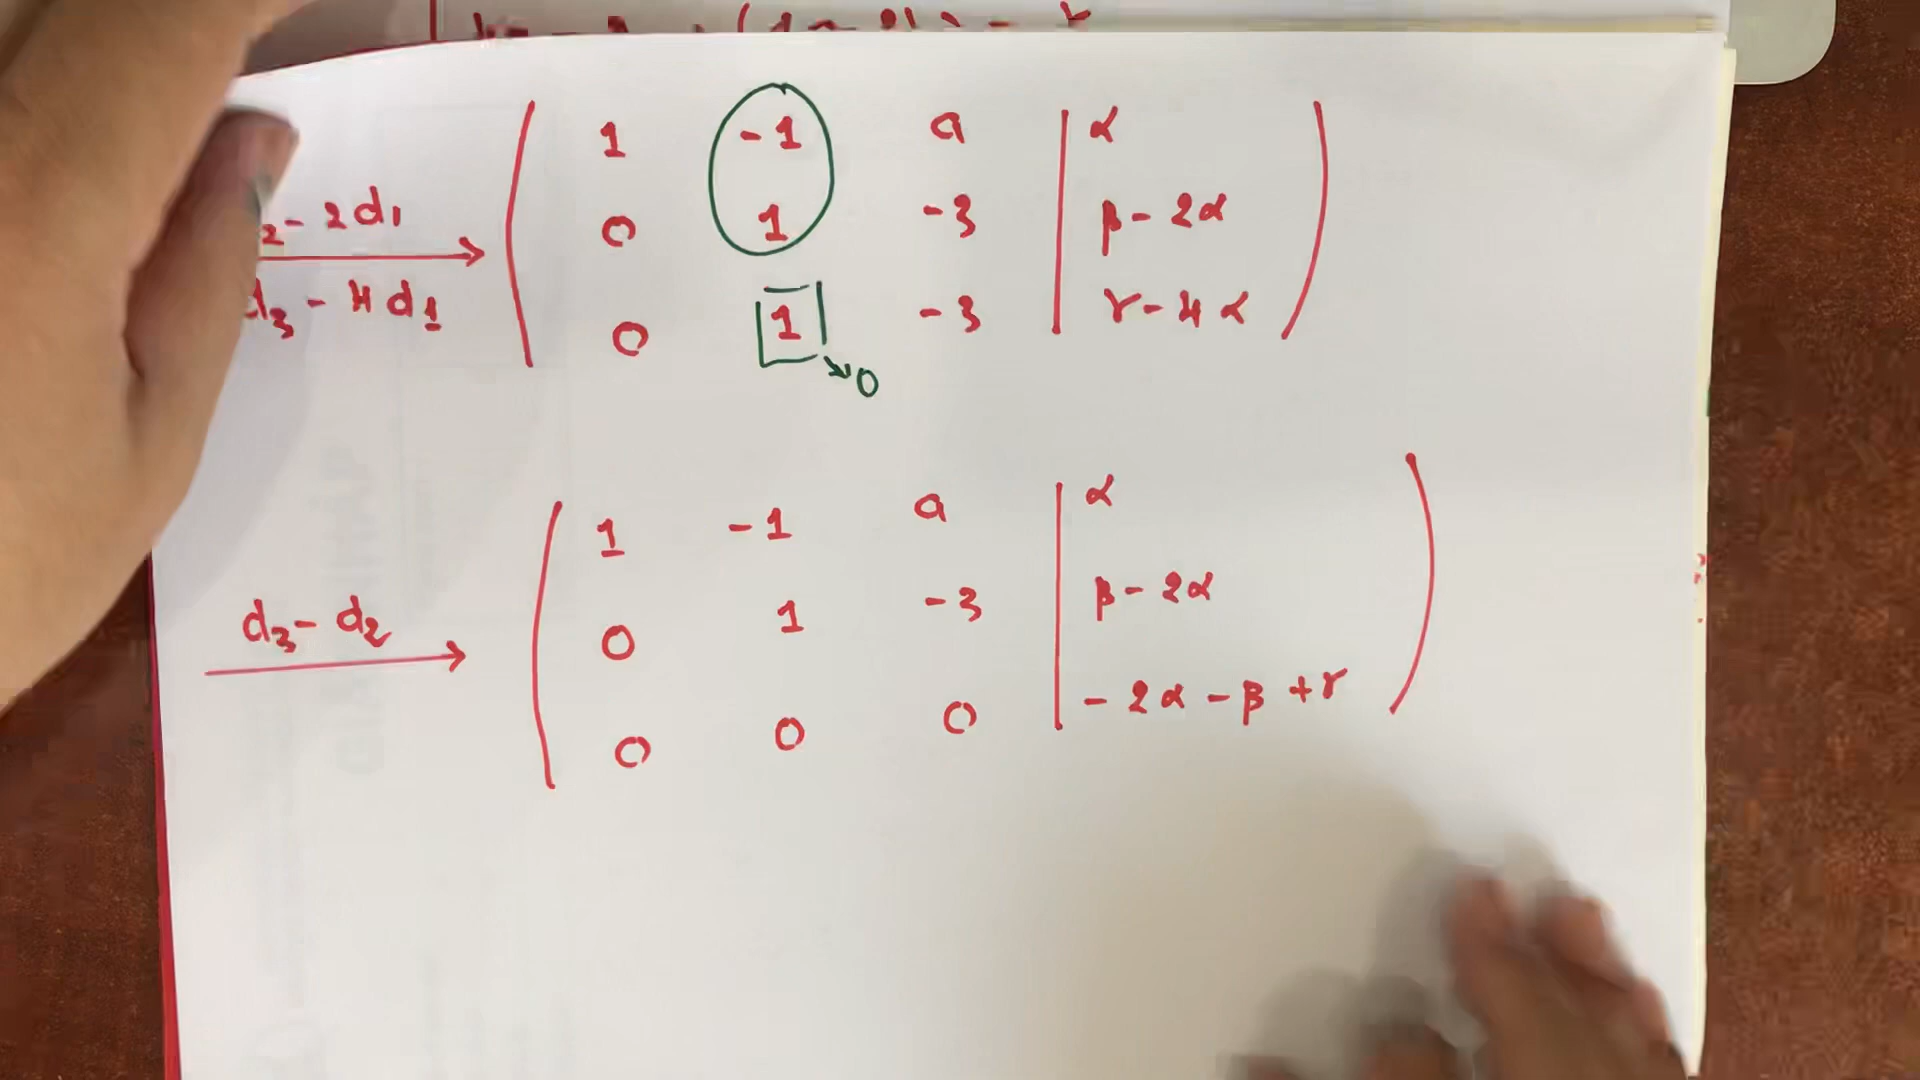 1 -1 a | α
2 - 2d1
0 1 -3 | β - 2α
d3 - 4d1
0 1 -3 | γ - 4α
0
1 -1 a | α
d3 - d2
0 1 -3 | β - 2α
0 0 0 | - 2α - β + γ